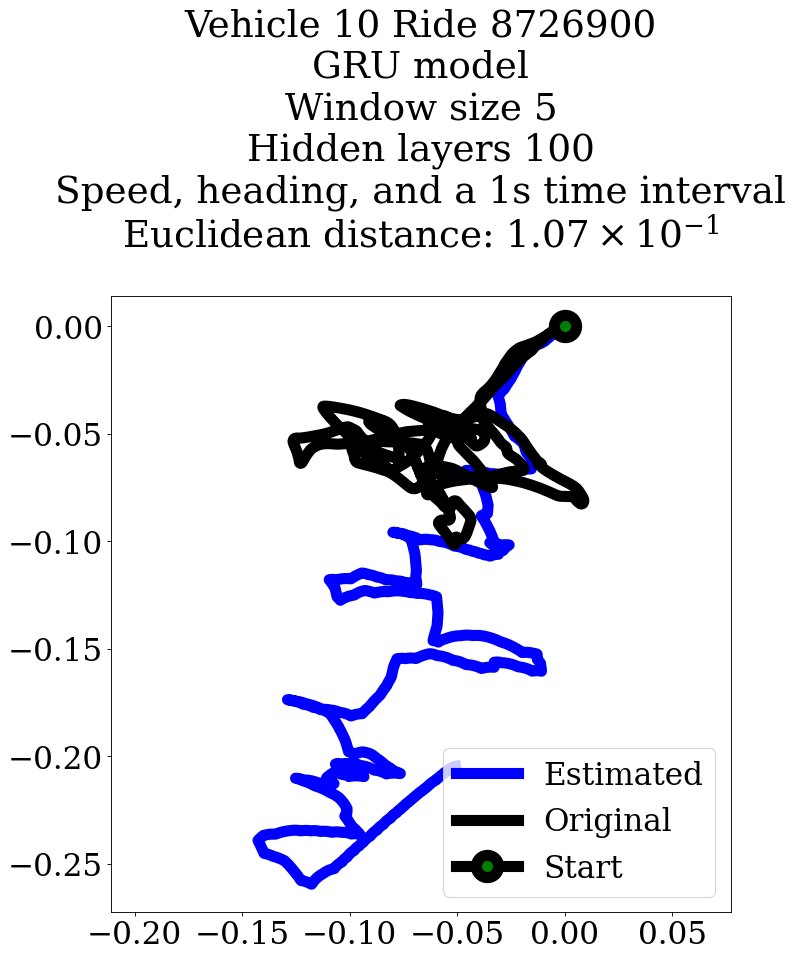 Vehicle 10 Ride 8726900
GRU model
Window size 5
Hidden layers 100
Speed, heading, and a 1s time interval
Euclidean distance: 1.07 × 10⁻¹
0.00
−0.05
−0.10
−0.15
−0.20
−0.25
Estimated
Original
Start
−0.20 −0.15 −0.10 −0.05 0.00 0.05